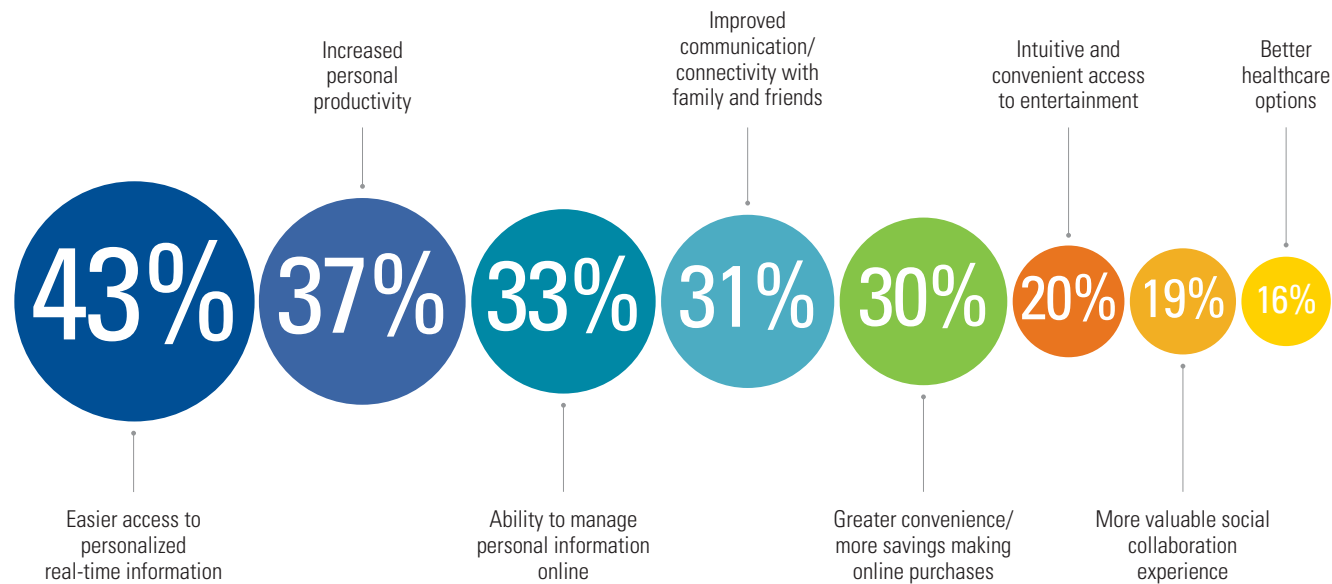 Increased
personal
productivity
Improved
communication/
connectivity with
family and friends
Intuitive and
convenient access
to entertainment
Better
healthcare
options
43%
37%
33%
31%
30%
20%
19%
16%
Easier access to
personalized
real-time information
Ability to manage
personal information
online
Greater convenience/
more savings making
online purchases
More valuable social
collaboration
experience